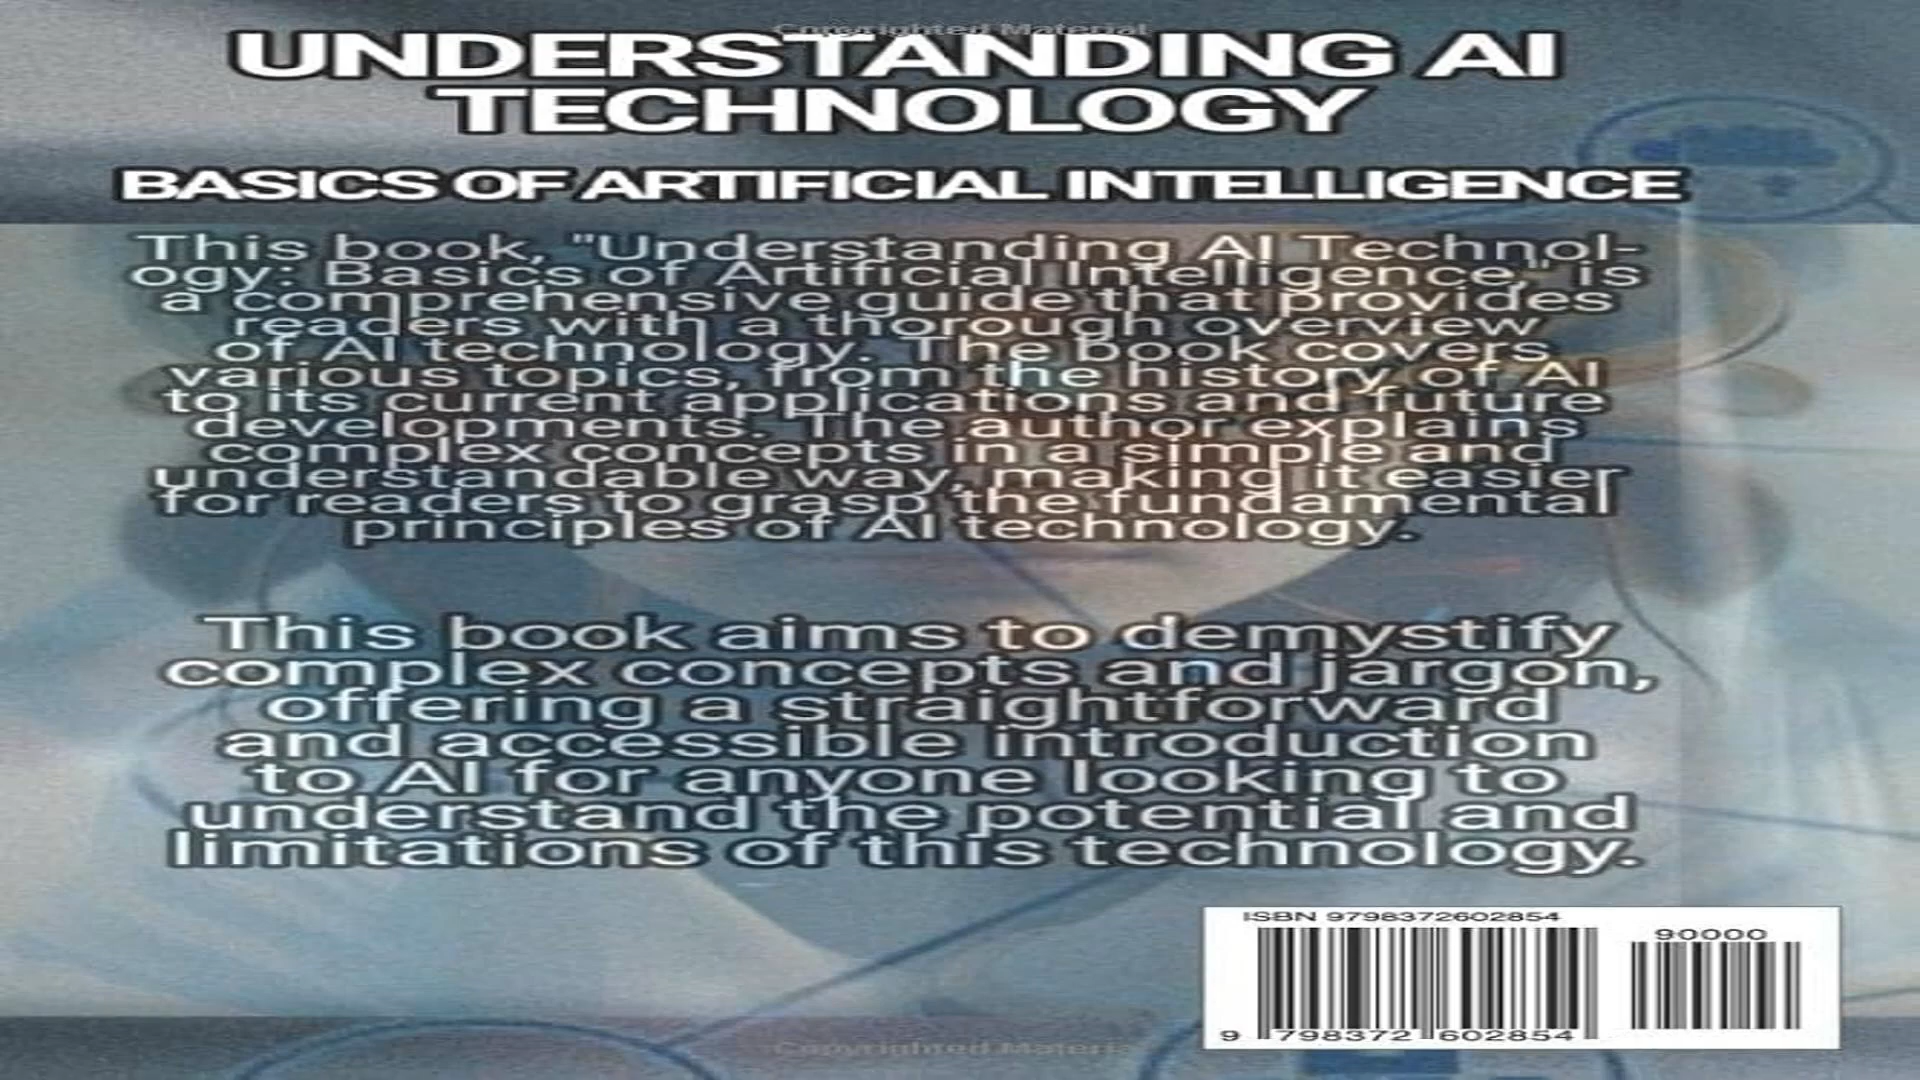 Copyrighted Material
UNDERSTANDING AI
TECHNOLOGY
BASICS OF ARTIFICIAL INTELLIGENCE
This book, "Understanding AI Technol-
ogy: Basics of Artificial Intelligence," is
a comprehensive guide that provides
readers with a thorough overview
of AI technology. The book covers
various topics, from the history of AI
to its current applications and future
developments. The author explains
complex concepts in a simple and
understandable way, making it easier
for readers to grasp the fundamental
principles of AI technology.
This book aims to demystify
complex concepts and jargon,
offering a straightforward
and accessible introduction
to AI for anyone looking to
understand the potential and
limitations of this technology.
ISBN 9798372602854
90000
9 798372 602854
Copyrighted Material